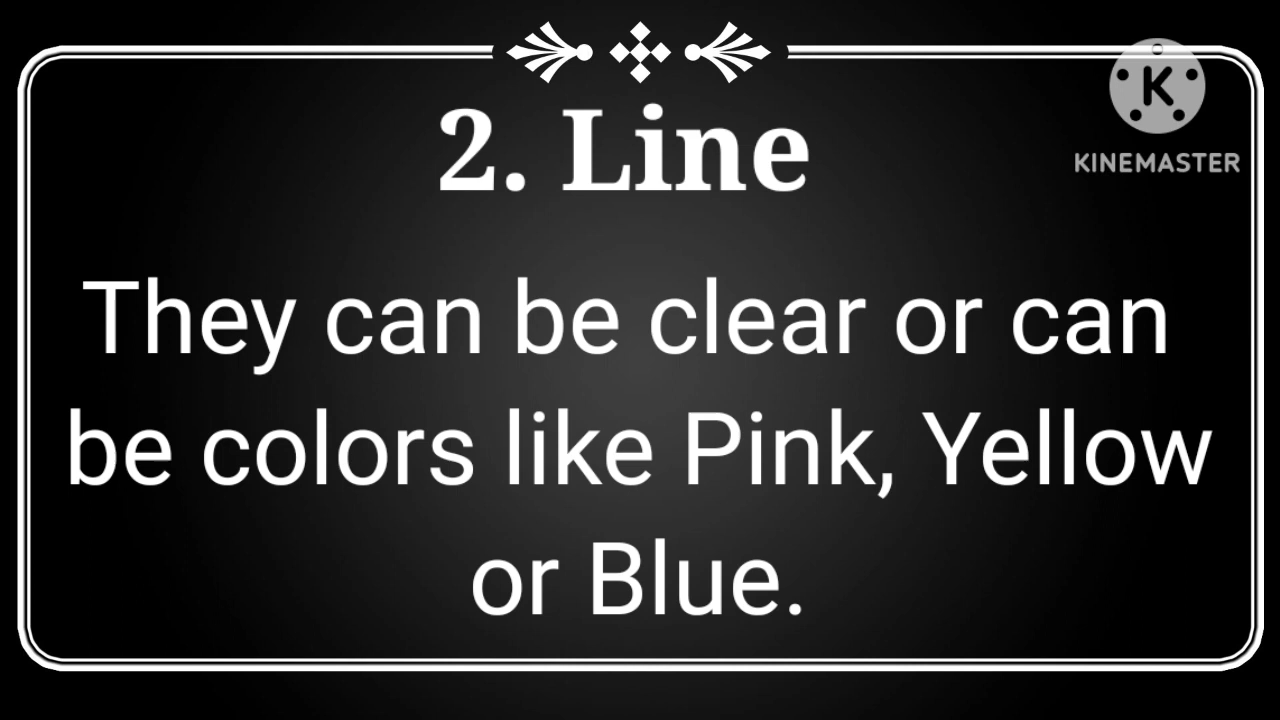 2. Line
K
KINEMASTER
They can be clear or can
be colors like Pink, Yellow
or Blue.